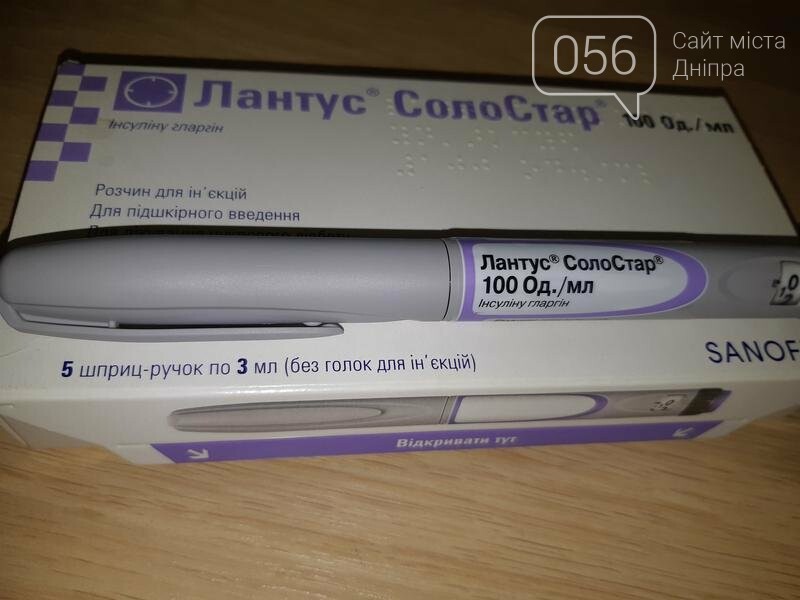 056
Сайт міста
Дніпра
Лантус® СолоСтар® 100 Од./мл
Інсуліну гларгін
Розчин для ін'єкцій
Для підшкірного введення
Лантус® СолоСтар®
100 Од./мл
Інсуліну гларгін
0
SANOF
5 шприц-ручок по 3 мл (без голок для ін'єкцій)
Відкривати тут